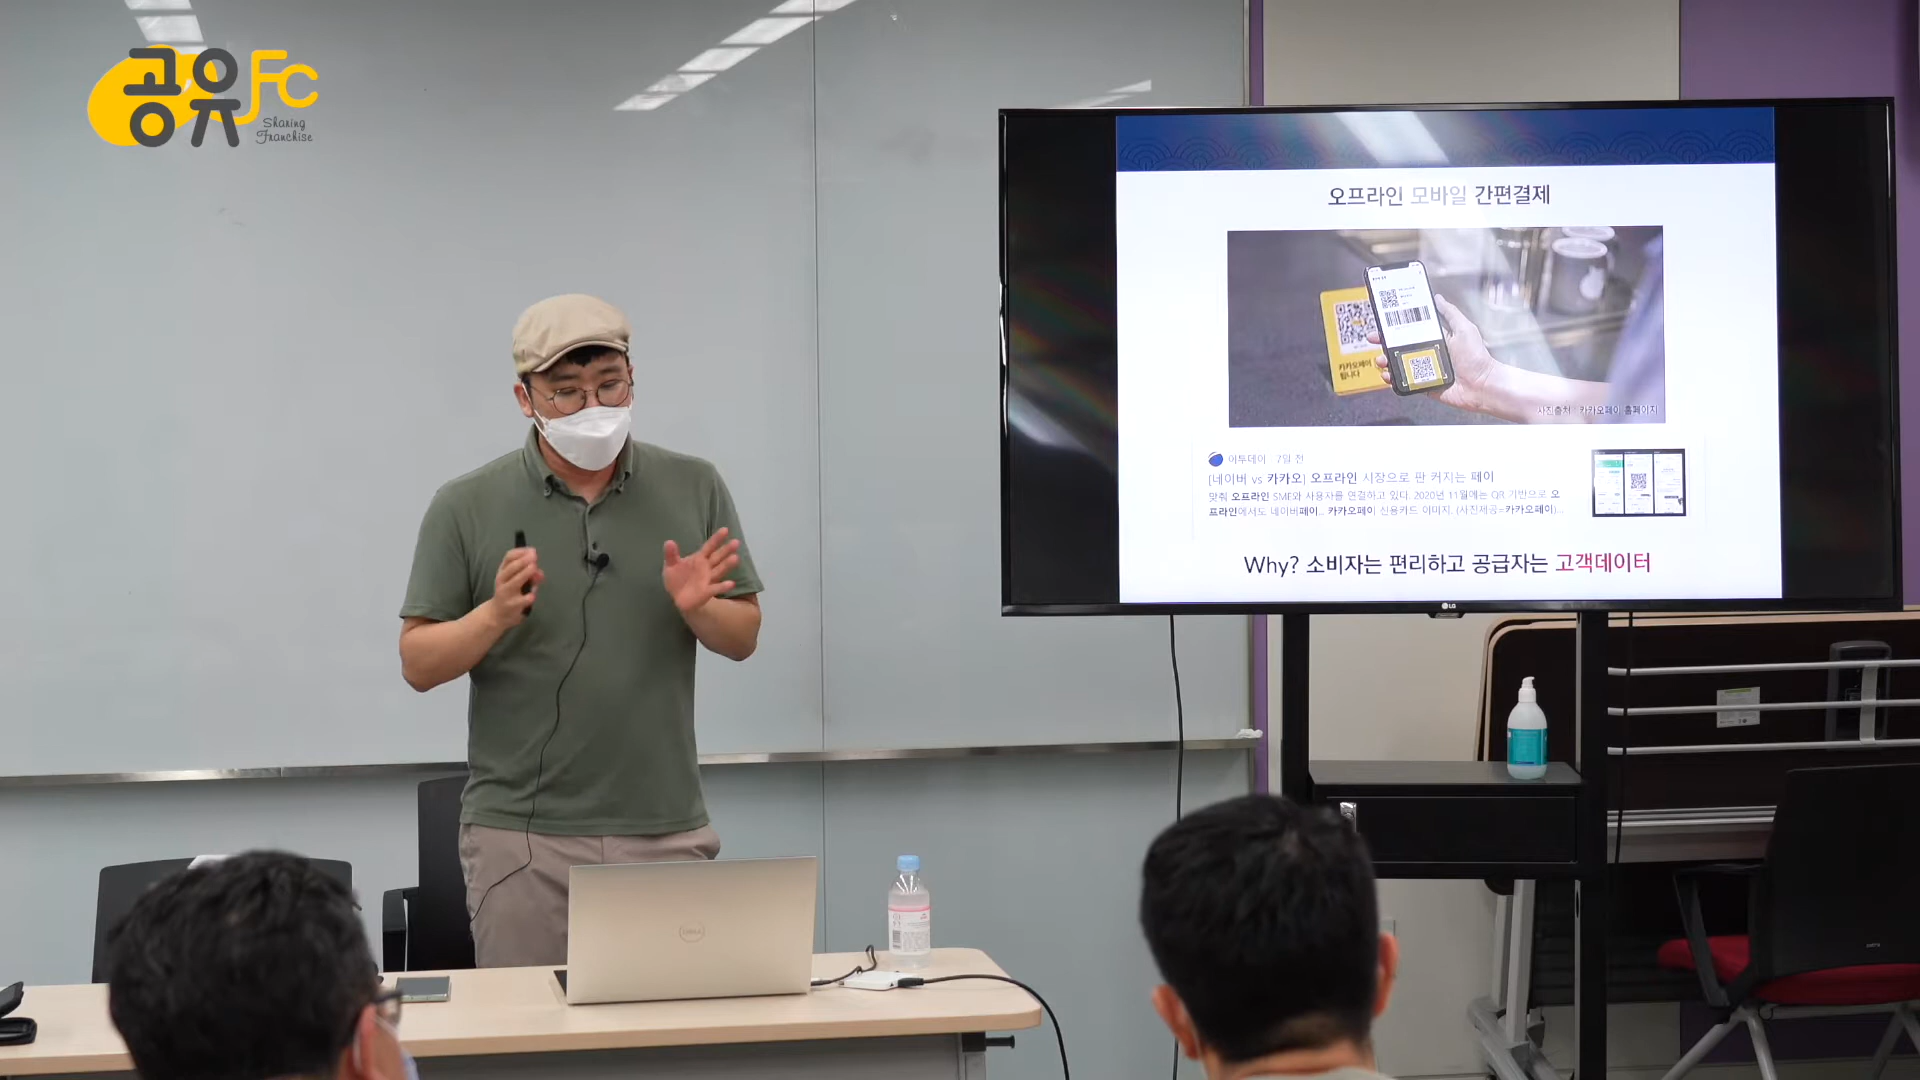 공유FC
Sharing
Franchise
오프라인 모바일 간편결제
카카오페이
됩니다
사진출처 : 카카오페이 홈페이지
이투데이 7일 전
[네이버 vs 카카오] 오프라인 시장으로 판 커지는 페이
맞춰 오프라인 SME와 사용자를 연결하고 있다. 2020년 11월에는 QR 기반으로 오
프라인에서도 네이버페이... 카카오페이 신용카드 이미지. (사진제공=카카오페이)...
Why? 소비자는 편리하고 공급자는 고객데이터
LG
DELL